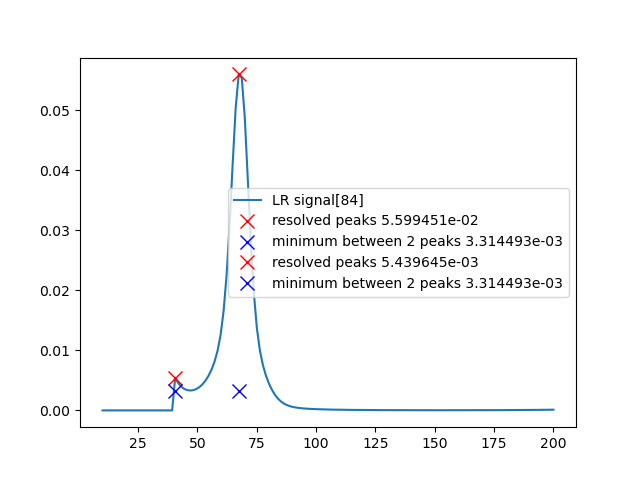 0.05
0.04
0.03
0.02
0.01
0.00
LR signal[84]
resolved peaks 5.599451e-02
minimum between 2 peaks 3.314493e-03
resolved peaks 5.439645e-03
minimum between 2 peaks 3.314493e-03
25 50 75 100 125 150 175 200